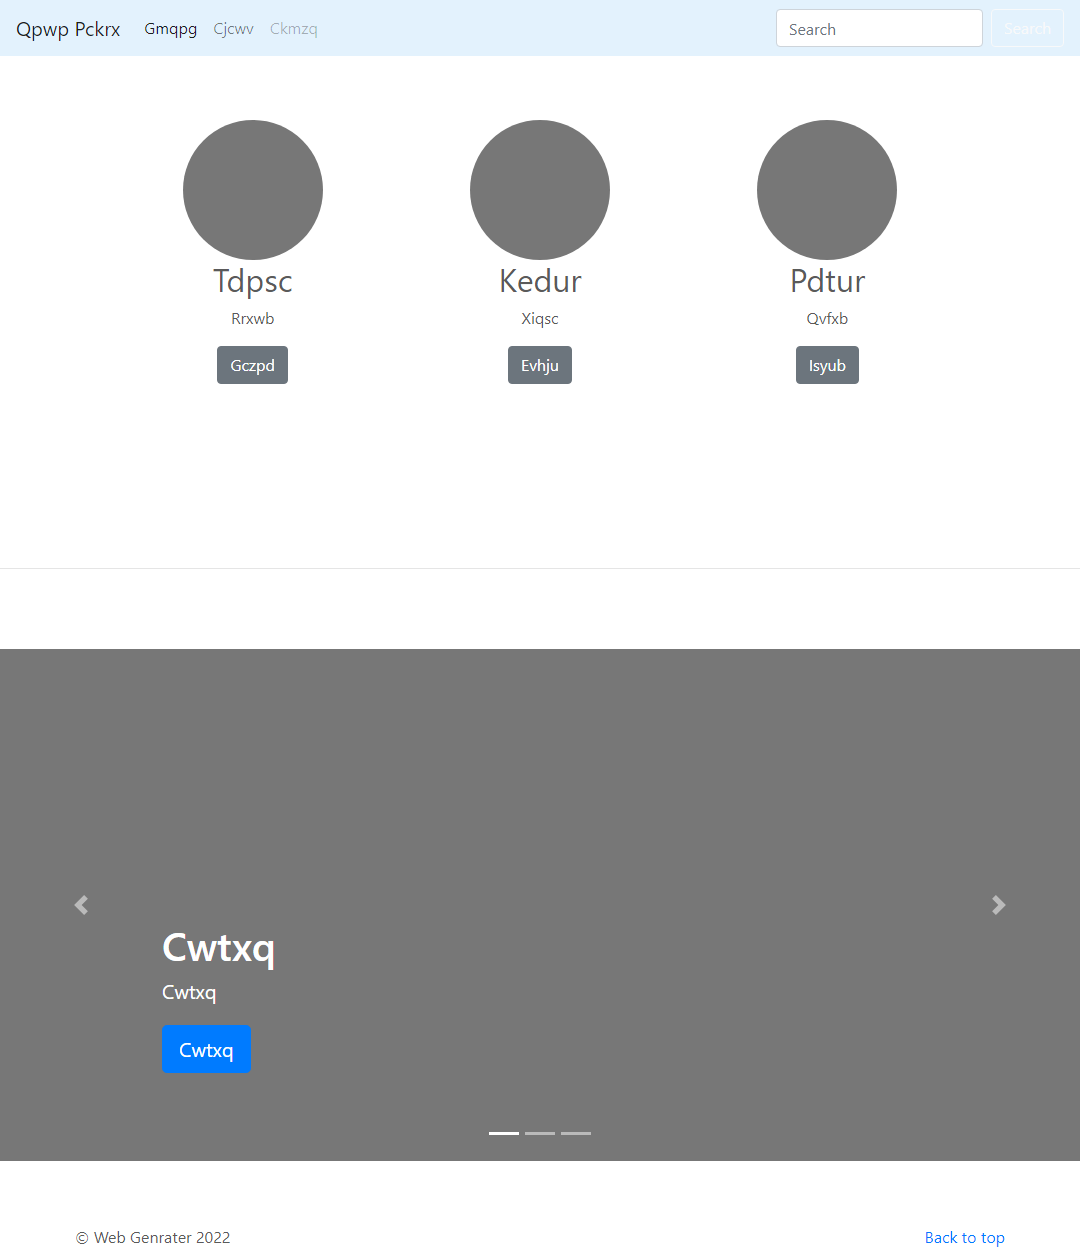 Qpwp Pckrx Gmqpg Cjcwv Ckmzq Search Search
Tdpsc Kedur Pdtur
Rrxwb Xiqsc Qvfxb
Gczpd Evhju Isyub
Cwtxq
Cwtxq
Cwtxq
© Web Genrater 2022 Back to top